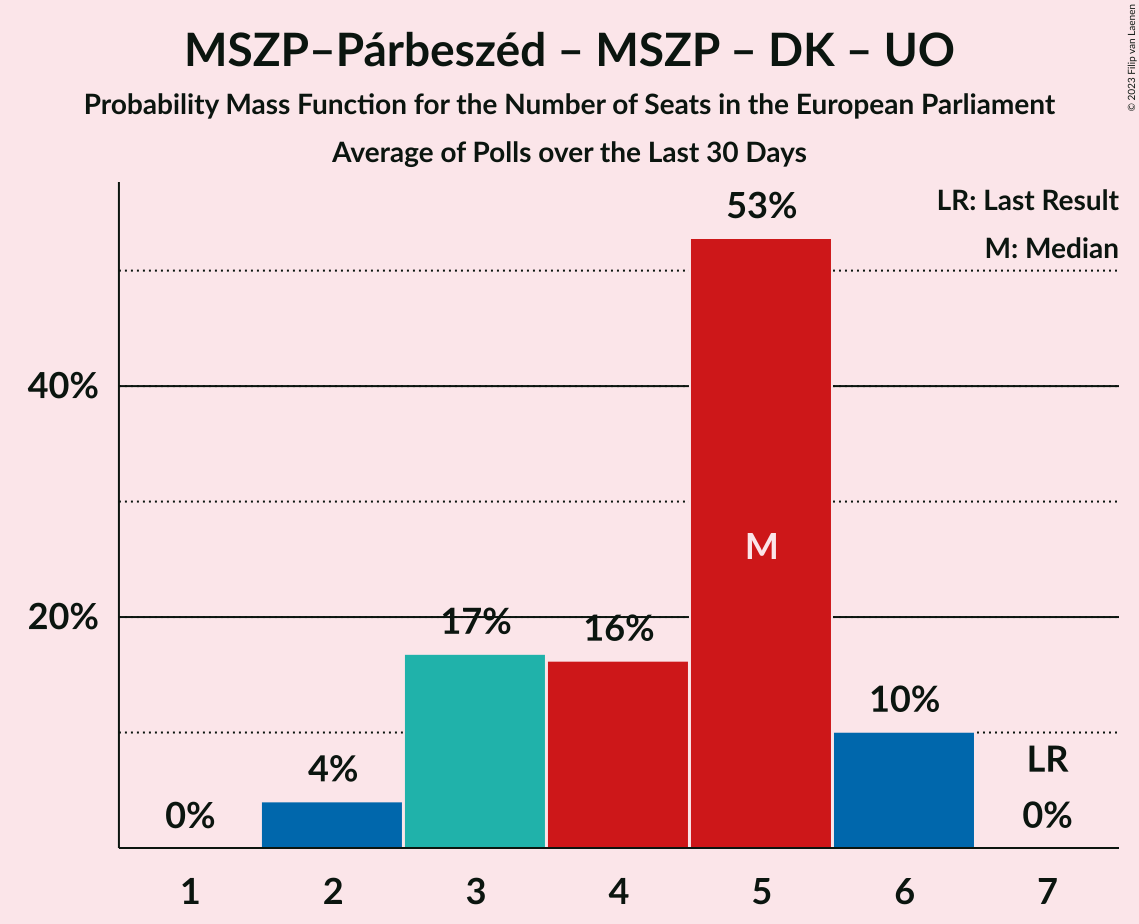 MSZP–Párbeszéd – MSZP – DK – UO
Probability Mass Function for the Number of Seats in the European Parliament
Average of Polls over the Last 30 Days
© 2023 Filip van Laenen
LR: Last Result
M: Median
53%
40%
M
20%
17%
16%
10%
4%
LR
0%
0%
1 2 3 4 5 6 7